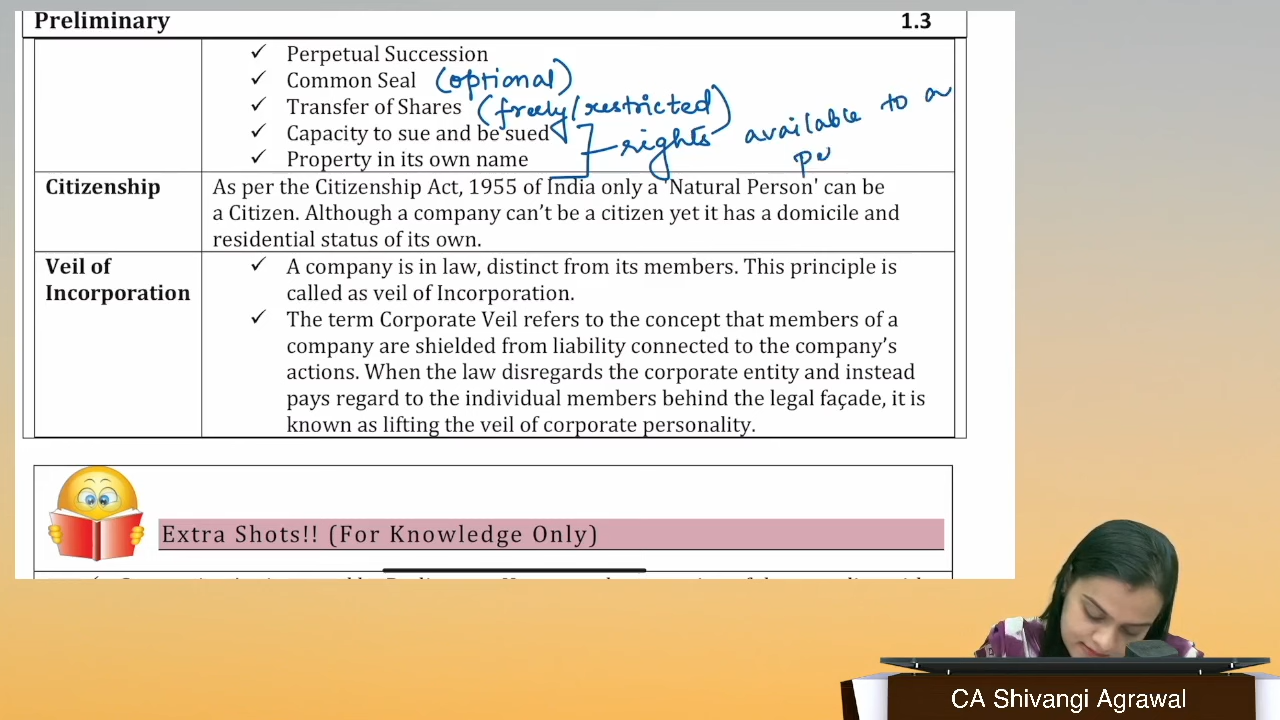 Preliminary 1.3
✓ Perpetual Succession
✓ Common Seal (optional)
✓ Transfer of Shares (freely/restricted)
✓ Capacity to sue and be sued
✓ Property in its own name
rights available to a
Citizenship As per the Citizenship Act, 1955 of India only a 'Natural Person' can be
a Citizen. Although a company can't be a citizen yet it has a domicile and
residential status of its own.
Veil of Incorporation
✓ A company is in law, distinct from its members. This principle is
called as veil of Incorporation.
✓ The term Corporate Veil refers to the concept that members of a
company are shielded from liability connected to the company's
actions. When the law disregards the corporate entity and instead
pays regard to the individual members behind the legal façade, it is
known as lifting the veil of corporate personality.
Extra Shots!! (For Knowledge Only)
CA Shivangi Agrawal